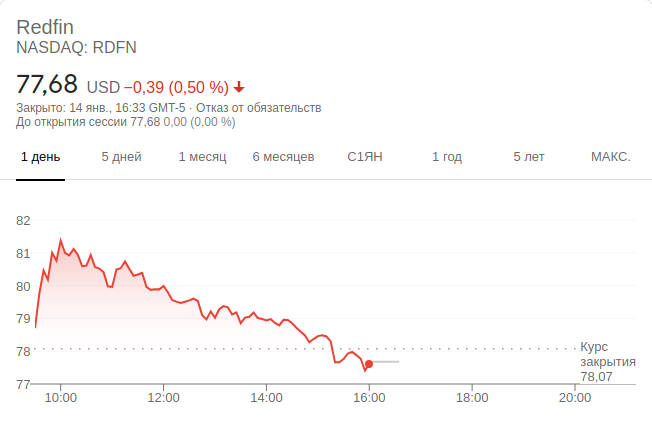 Redfin
NASDAQ: RDFN
77,68 USD −0,39 (0,50 %)
Закрыто: 14 янв., 16:33 GMT-5 · Отказ от обязательств
До открытия сессии 77,68 0,00 (0,00 %)
1 день 5 дней 1 месяц 6 месяцев С1ЯН 1 год 5 лет МАКС.
82
81
80
79
78
77
Курс
закрытия
78,07
10:00 12:00 14:00 16:00 18:00 20:00